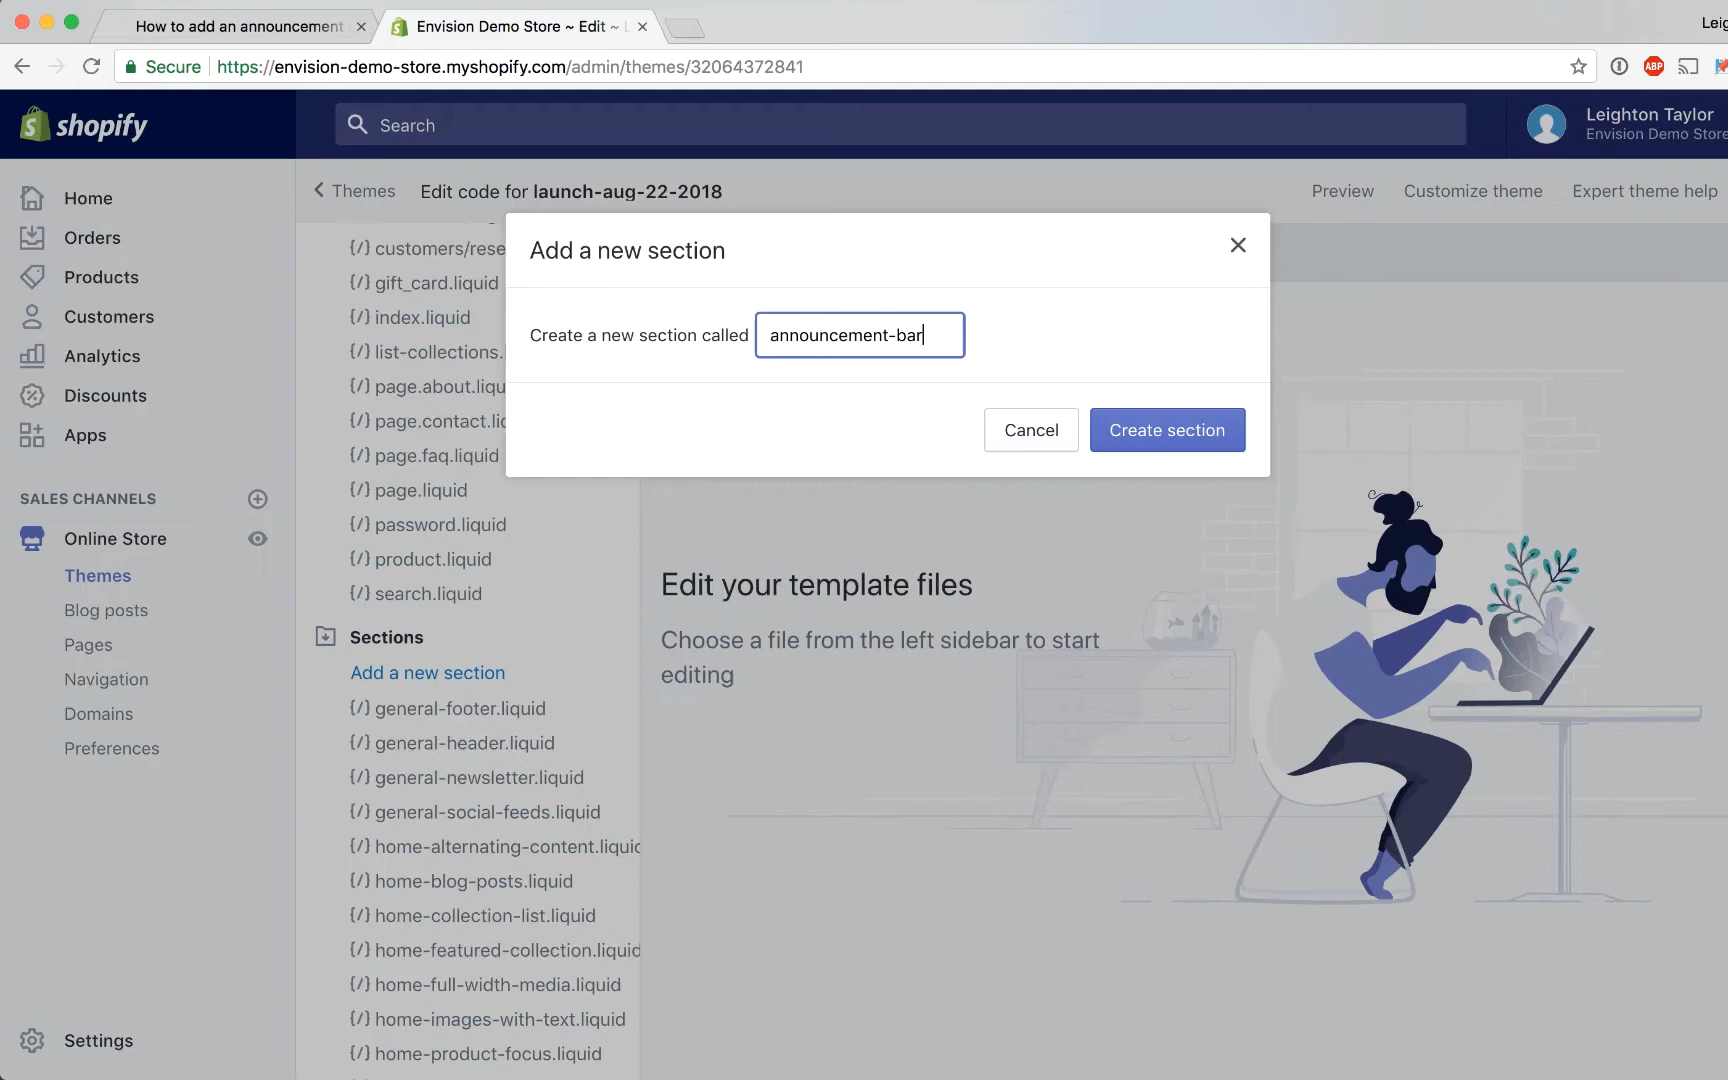 How to add an announcement
Envision Demo Store ~ Edit ~
Leig
Secure
https://envision-demo-store.myshopify.com/admin/themes/32064372841
ABP
shopify
Search
Leighton Taylor
Envision Demo Store
Home
Orders
Products
Customers
Analytics
Discounts
Apps
SALES CHANNELS
Online Store
Themes
Blog posts
Pages
Navigation
Domains
Preferences
Settings
Themes
Edit code for launch-aug-22-2018
Preview
Customize theme
Expert theme help
{/} customers/rese
{/} gift_card.liquid
{/} index.liquid
{/} list-collections.
{/} page.about.liqu
{/} page.contact.lic
{/} page.faq.liquid
{/} page.liquid
{/} password.liquid
{/} product.liquid
{/} search.liquid
Sections
Add a new section
{/} general-footer.liquid
{/} general-header.liquid
{/} general-newsletter.liquid
{/} general-social-feeds.liquid
{/} home-alternating-content.liquid
{/} home-blog-posts.liquid
{/} home-collection-list.liquid
{/} home-featured-collection.liquid
{/} home-full-width-media.liquid
{/} home-images-with-text.liquid
{/} home-product-focus.liquid
Add a new section
Create a new section called announcement-bar
Cancel
Create section
Edit your template files
Choose a file from the left sidebar to start
editing